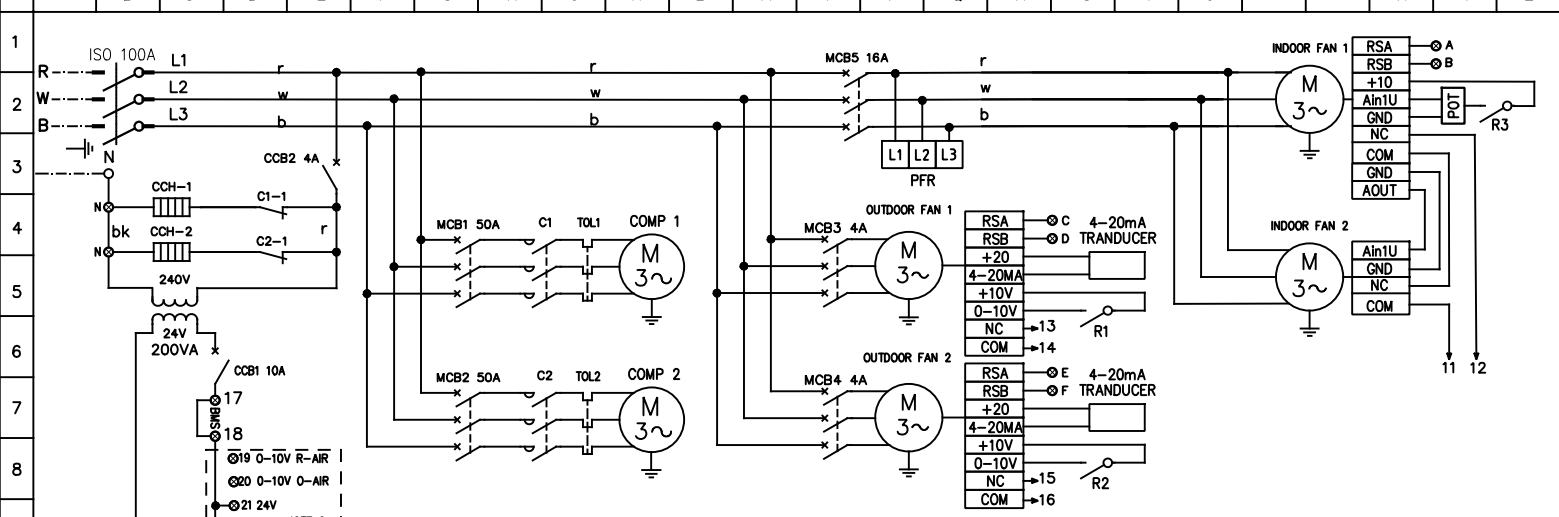 1
ISO 100A
L1
r
r
MCB5 16A
r
INDOOR FAN 1
RSA
A
RSB
B
R
+10
2
W
L2
w
w
w
M
3~
Ain1U
POT
R3
GND
B
L3
b
b
b
NC
N
CCB2 4A
L1
L2
L3
COM
3
PFR
GND
AOUT
CCH-1
C1-1
N
bk
r
4
CCH-2
C2-1
N
MCB1 50A
C1
TOL1
COMP 1
M
3~
OUTDOOR FAN 1
MCB3 4A
M
3~
RSA
C
4-20mA
RSB
D
TRANDUCER
+20
4-20MA
+10V
0-10V
R1
NC
13
COM
14
INDOOR FAN 2
M
3~
Ain1U
GND
NC
COM
11
12
5
240V
24V
200VA
6
CCB1 10A
17
BMS
18
7
MCB2 50A
C2
TOL2
COMP 2
M
3~
OUTDOOR FAN 2
MCB4 4A
M
3~
RSA
E
4-20mA
RSB
F
TRANDUCER
+20
4-20MA
+10V
0-10V
R2
NC
15
COM
16
8
19 0-10V R-AIR
20 0-10V O-AIR
21 24V